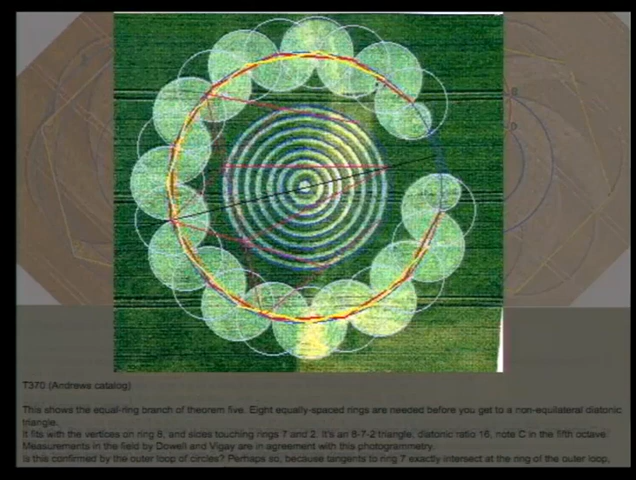 T370 (Andrews catalog)
This shows the equal-ring branch of theorem five. Eight equally-spaced rings are needed before you get to a non-equilateral diatonic
triangle.
It fits with the vertices on ring 8, and sides touching rings 7 and 2. It's an 8-7-2 triangle, diatonic ratio 16, note C in the fifth octave.
Measurements in the field by Dowell and Vigay are in agreement with this photogrammetry.
Is this confirmed by the outer loop of circles? Perhaps so, because tangents to ring 7 exactly intersect at the ring of the outer loop,